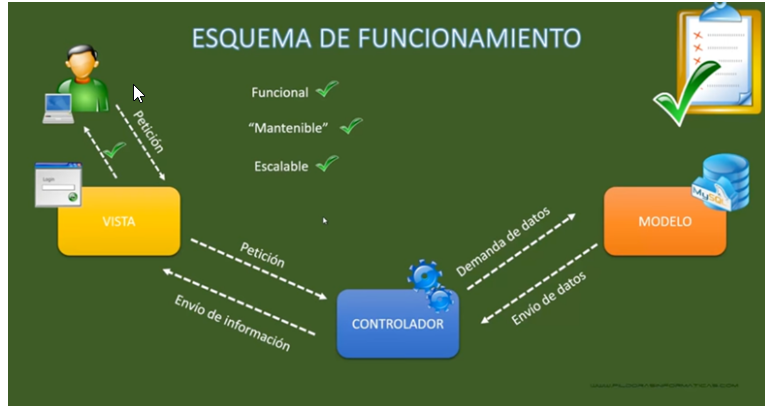 ESQUEMA DE FUNCIONAMIENTO
Funcional
“Mantenible”
Escalable
Petición
Login
VISTA
MySQL
MODELO
Petición
Envío de información
CONTROLADOR
Demanda de datos
Envío de datos